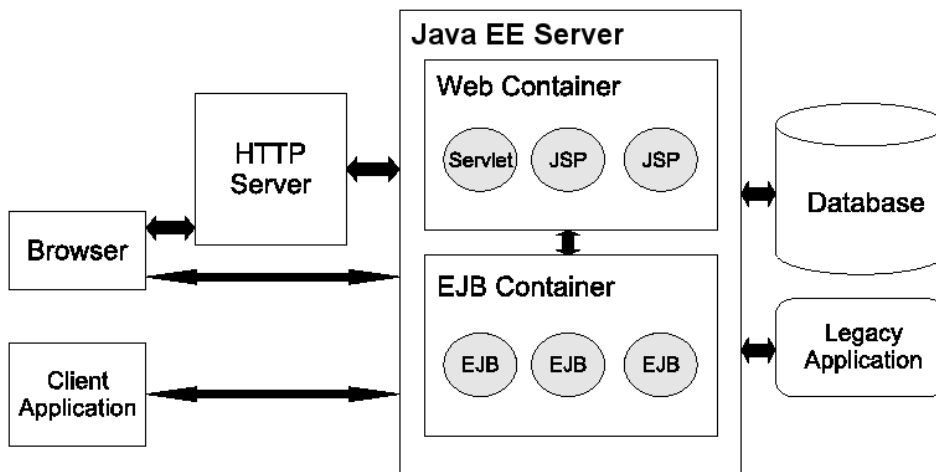 Java EE Server
Web Container
Servlet
JSP
JSP
HTTP
Server
Database
Browser
EJB Container
EJB
EJB
EJB
Legacy
Application
Client
Application